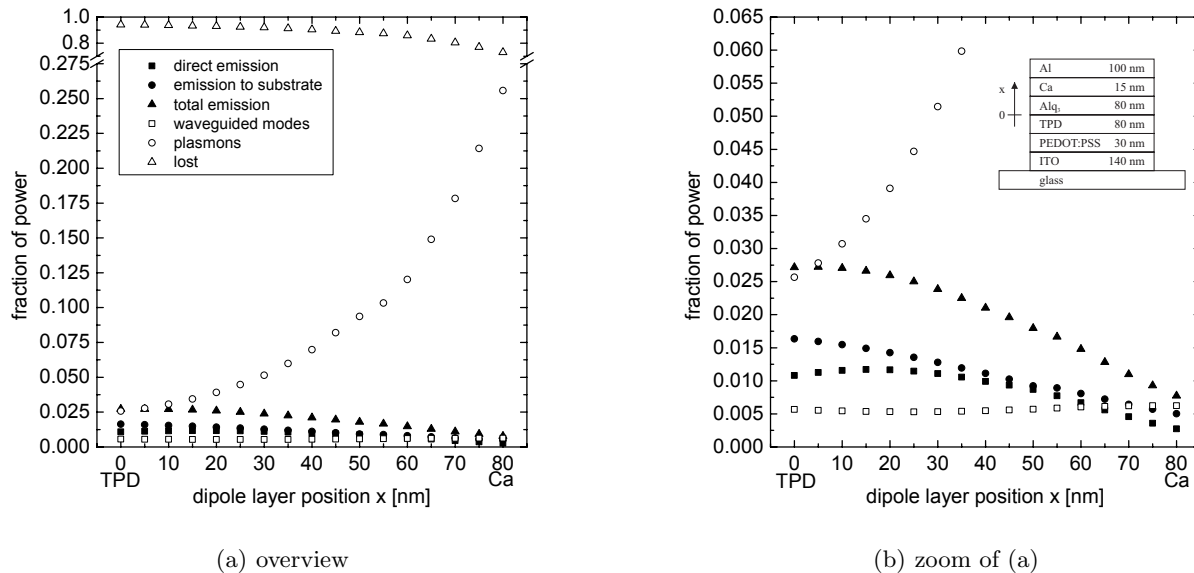 1.0
0.8
0.275
0.250
0.225
0.200
0.175
0.150
0.125
0.100
0.075
0.050
0.025
0.000
fraction of power
direct emission
emission to substrate
total emission
waveguided modes
plasmons
lost
0 10 20 30 40 50 60 70 80
TPD Ca
dipole layer position x [nm]
(a) overview
0.065
0.060
0.055
0.050
0.045
0.040
0.035
0.030
0.025
0.020
0.015
0.010
0.005
0.000
fraction of power
x
0
Al 100 nm
Ca 15 nm
Alq₃ 80 nm
TPD 80 nm
PEDOT:PSS 30 nm
ITO 140 nm
glass
0 10 20 30 40 50 60 70 80
TPD Ca
dipole layer position x [nm]
(b) zoom of (a)